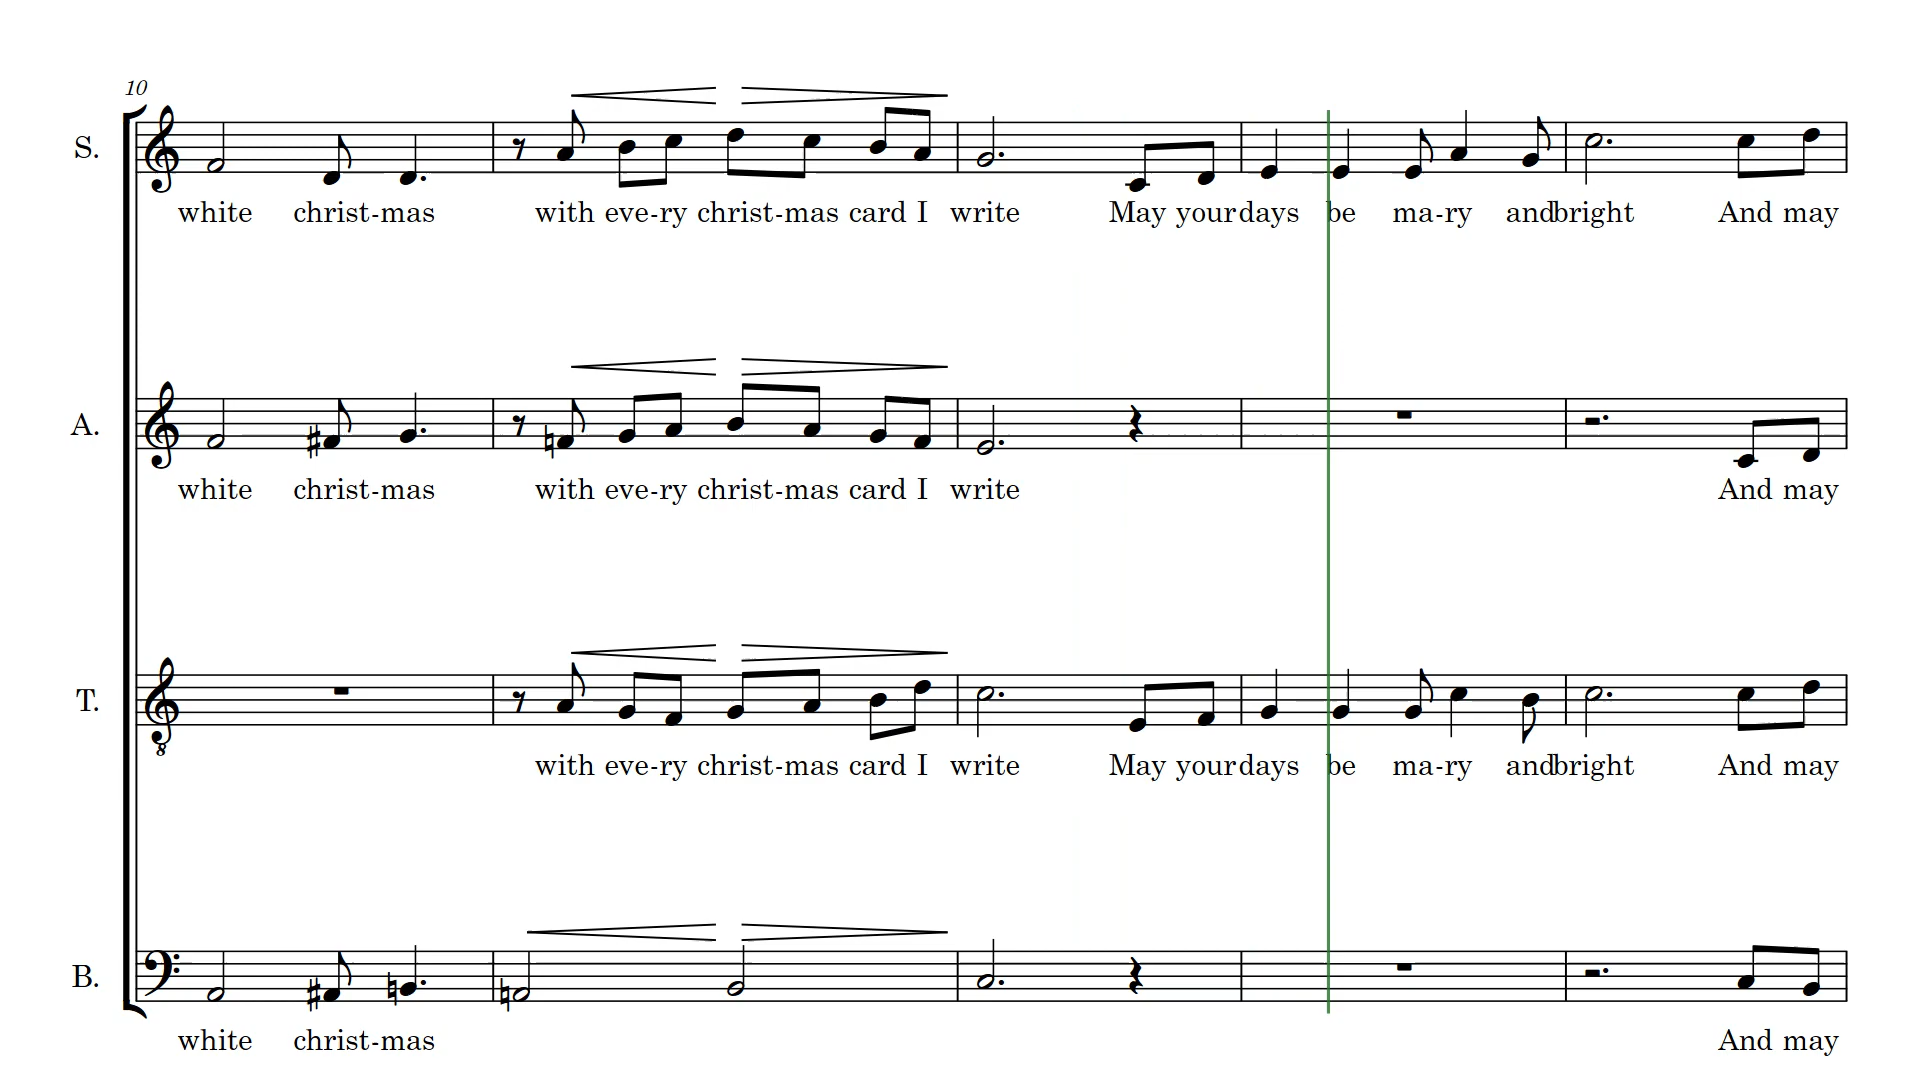 10
S.
white christ-mas with eve-ry christ-mas card I write May your days be ma-ry and bright And may
A.
white christ-mas with eve-ry christ-mas card I write And may
T.
8
with eve-ry christ-mas card I write May your days be ma-ry and bright And may
B.
white christ-mas And may